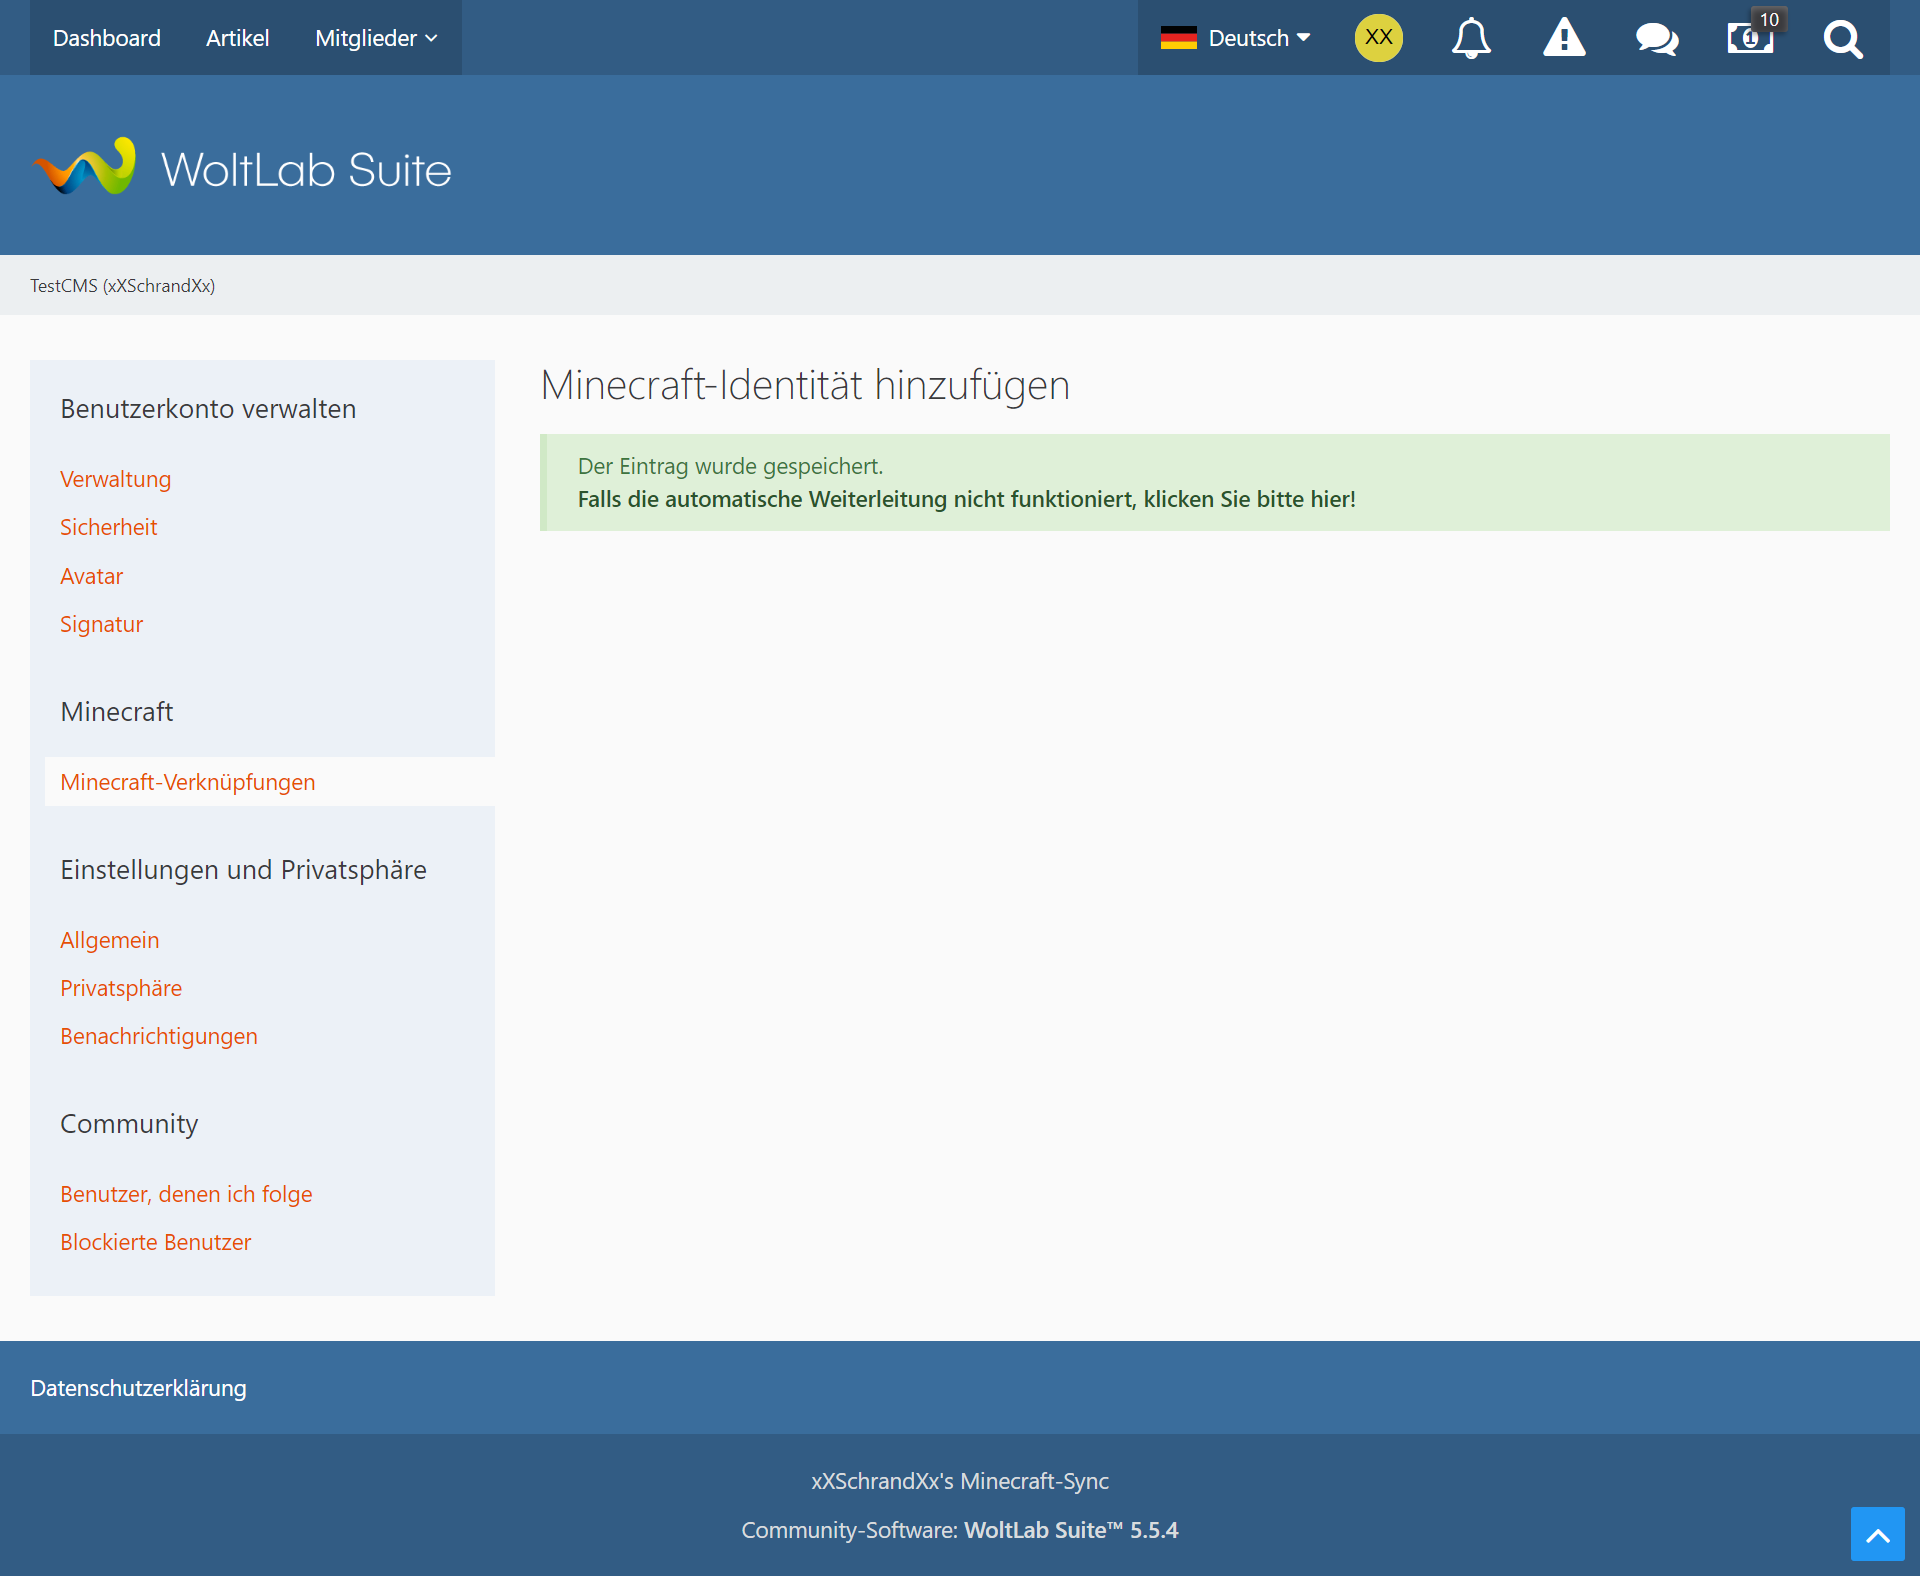 Dashboard Artikel Mitglieder
Deutsch XX 10
WoltLab Suite
TestCMS (xXSchrandXx)
Benutzerkonto verwalten
Verwaltung
Sicherheit
Avatar
Signatur
Minecraft
Minecraft-Verknüpfungen
Einstellungen und Privatsphäre
Allgemein
Privatsphäre
Benachrichtigungen
Community
Benutzer, denen ich folge
Blockierte Benutzer
Minecraft-Identität hinzufügen
Der Eintrag wurde gespeichert.
Falls die automatische Weiterleitung nicht funktioniert, klicken Sie bitte hier!
Datenschutzerklärung
xXSchrandXx's Minecraft-Sync
Community-Software: WoltLab Suite™ 5.5.4